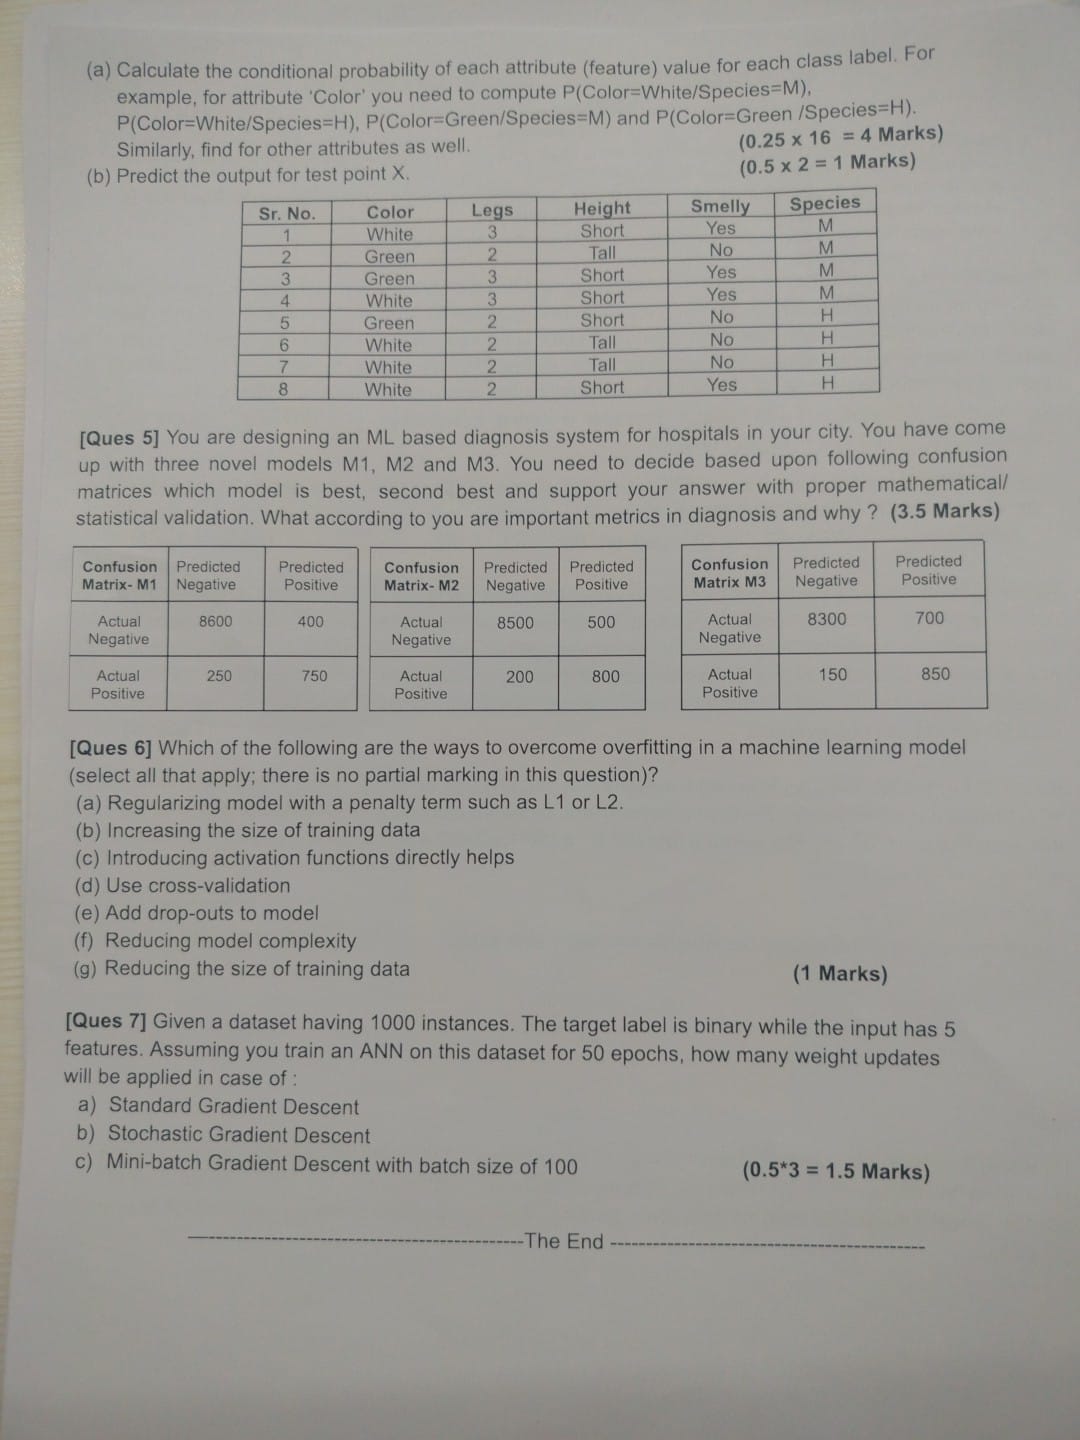 (a) Calculate the conditional probability of each attribute (feature) value for each class label. For
example, for attribute 'Color' you need to compute P(Color=White/Species=M),
P(Color=White/Species=H), P(Color=Green/Species=M) and P(Color=Green /Species=H).
Similarly, find for other attributes as well. (0.25 x 16 = 4 Marks)
(b) Predict the output for test point X. (0.5 x 2 = 1 Marks)
Sr. No. Color Legs Height Smelly Species
1 White 3 Short Yes M
2 Green 2 Tall No M
3 Green 3 Short Yes M
4 White 3 Short Yes M
5 Green 2 Short No H
6 White 2 Tall No H
7 White 2 Tall No H
8 White 2 Short Yes H
[Ques 5] You are designing an ML based diagnosis system for hospitals in your city. You have come
up with three novel models M1, M2 and M3. You need to decide based upon following confusion
matrices which model is best, second best and support your answer with proper mathematical/
statistical validation. What according to you are important metrics in diagnosis and why ? (3.5 Marks)
Confusion Matrix- M1 Predicted Negative Predicted Positive
Actual Negative 8600 400
Actual Positive 250 750
Confusion Matrix- M2 Predicted Negative Predicted Positive
Actual Negative 8500 500
Actual Positive 200 800
Confusion Matrix M3 Predicted Negative Predicted Positive
Actual Negative 8300 700
Actual Positive 150 850
[Ques 6] Which of the following are the ways to overcome overfitting in a machine learning model
(select all that apply; there is no partial marking in this question)?
(a) Regularizing model with a penalty term such as L1 or L2.
(b) Increasing the size of training data
(c) Introducing activation functions directly helps
(d) Use cross-validation
(e) Add drop-outs to model
(f) Reducing model complexity
(g) Reducing the size of training data (1 Marks)
[Ques 7] Given a dataset having 1000 instances. The target label is binary while the input has 5
features. Assuming you train an ANN on this dataset for 50 epochs, how many weight updates
will be applied in case of :
a) Standard Gradient Descent
b) Stochastic Gradient Descent
c) Mini-batch Gradient Descent with batch size of 100 (0.5*3 = 1.5 Marks)
------------------------------------------------The End ---------------------------------------------